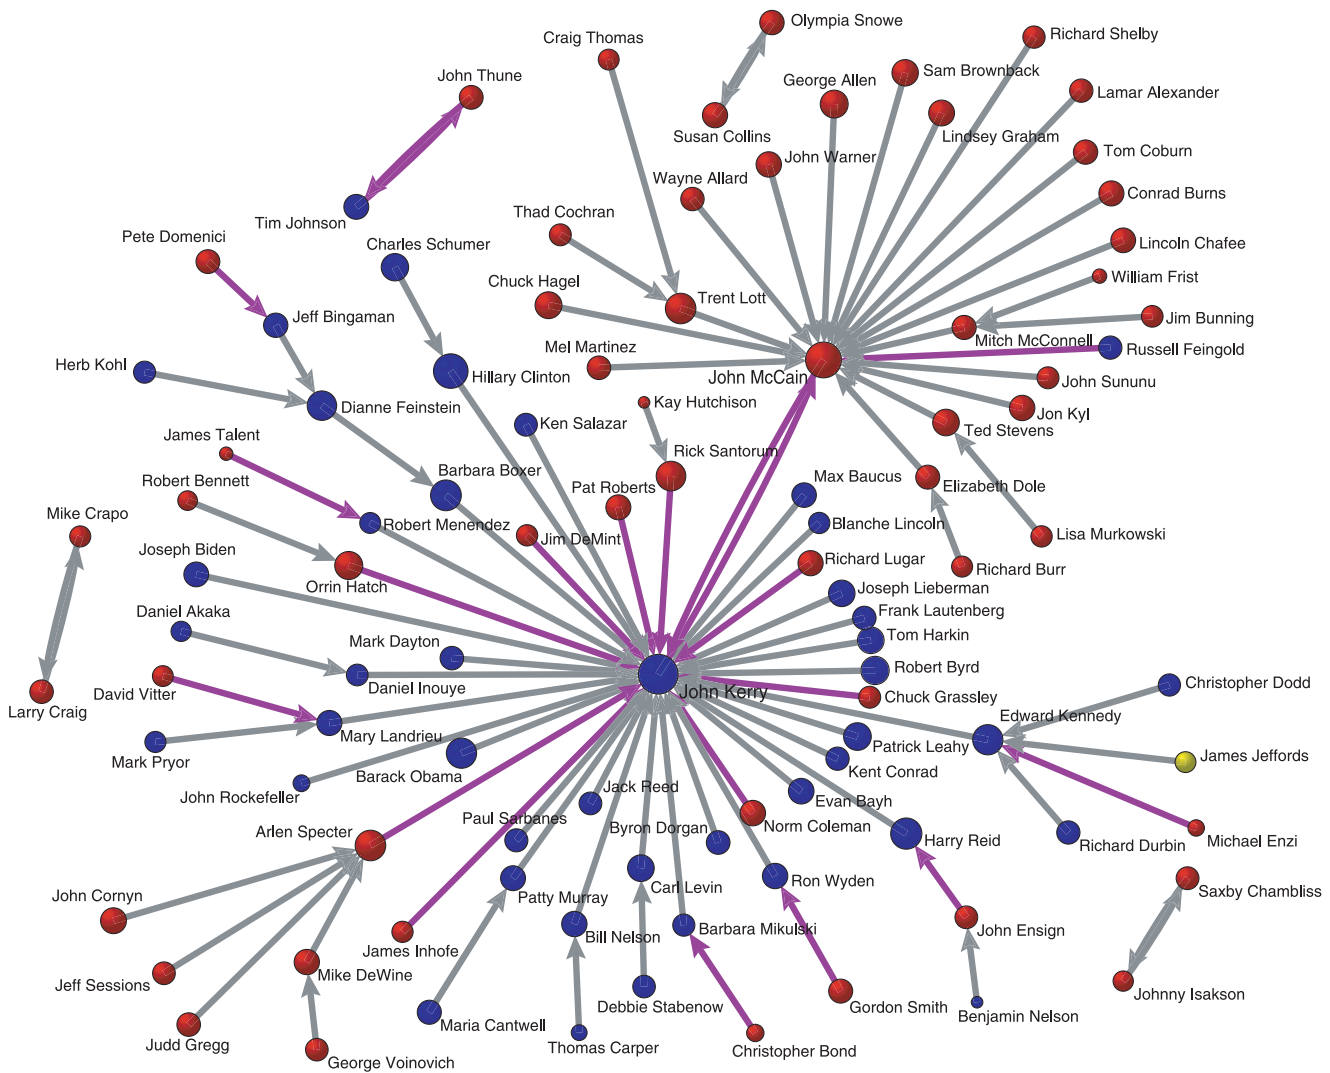 Olympia Snowe
Craig Thomas
Richard Shelby
John Thune
George Allen
Sam Brownback
Lamar Alexander
Susan Collins
Lindsey Graham
John Warner
Tom Coburn
Wayne Allard
Conrad Burns
Thad Cochran
Tim Johnson
Pete Domenici
Charles Schumer
Lincoln Chafee
William Frist
Chuck Hagel
Trent Lott
Jeff Bingaman
Jim Bunning
Mitch McConnell
Russell Feingold
Mel Martinez
John McCain
Herb Kohl
Hillary Clinton
John Sununu
Kay Hutchison
Dianne Feinstein
Jon Kyl
Ken Salazar
Ted Stevens
James Talent
Rick Santorum
Barbara Boxer
Max Baucus
Robert Bennett
Pat Roberts
Elizabeth Dole
Mike Crapo
Robert Menendez
Blanche Lincoln
Jim DeMint
Lisa Murkowski
Joseph Biden
Richard Lugar
Richard Burr
Orrin Hatch
Joseph Lieberman
Daniel Akaka
Frank Lautenberg
Mark Dayton
Tom Harkin
Robert Byrd
David Vitter
Daniel Inouye
John Kerry
Chuck Grassley
Christopher Dodd
Larry Craig
Edward Kennedy
Mary Landrieu
Patrick Leahy
Mark Pryor
James Jeffords
Barack Obama
Kent Conrad
John Rockefeller
Jack Reed
Evan Bayh
Paul Sarbanes
Byron Dorgan
Norm Coleman
Arlen Specter
Harry Reid
Richard Durbin
Michael Enzi
John Cornyn
Patty Murray
Carl Levin
Ron Wyden
Saxby Chambliss
James Inhofe
Bill Nelson
Barbara Mikulski
John Ensign
Jeff Sessions
Mike DeWine
Johnny Isakson
Debbie Stabenow
Gordon Smith
Benjamin Nelson
Maria Cantwell
Judd Gregg
George Voinovich
Thomas Carper
Christopher Bond